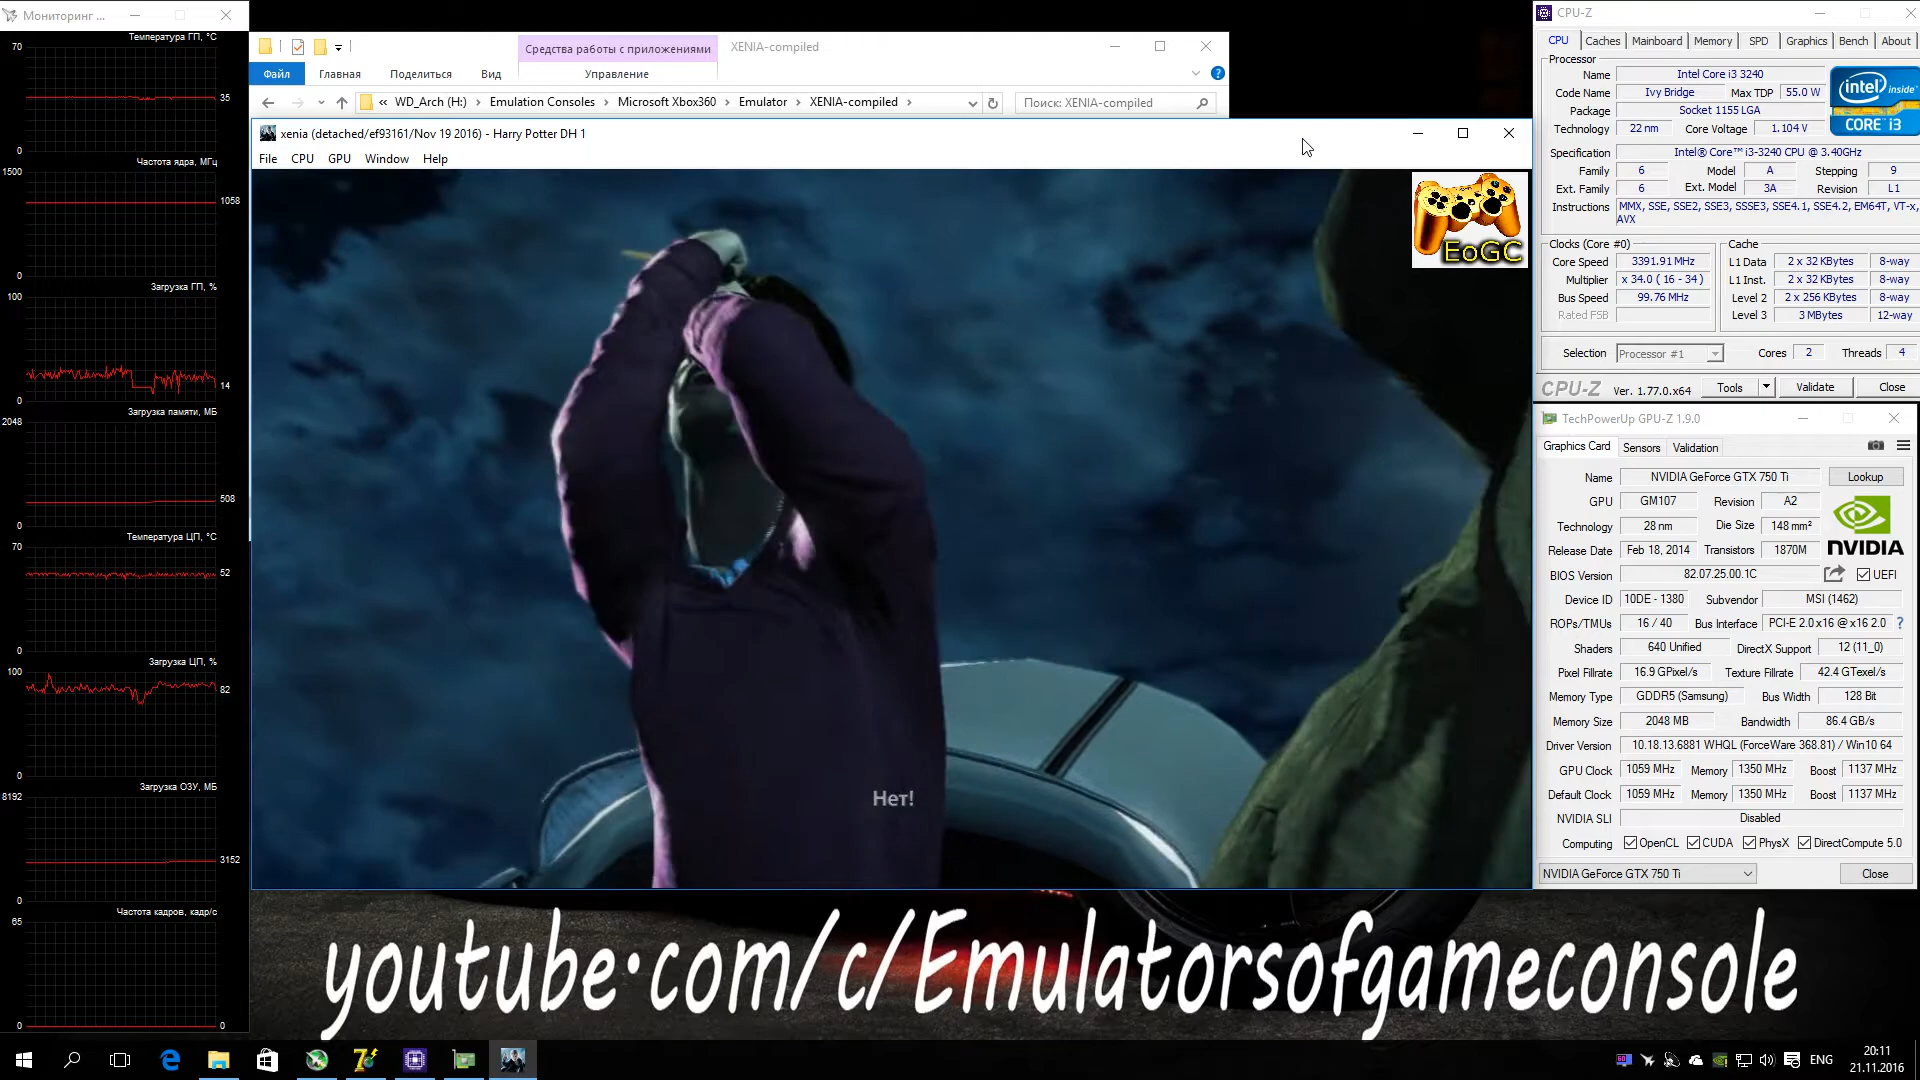 Мониторинг ...
Температура ГП, °C
70
35
0
Частота ядра, МГц
1500
1058
0
Загрузка ГП, %
100
14
0
Загрузка памяти, МБ
2048
508
0
Температура ЦП, °C
70
52
0
Загрузка ЦП, %
100
82
0
Загрузка ОЗУ, МБ
8192
3152
0
Частота кадров, кадр/с
65
0 0
Средства работы с приложениями XENIA-compiled
Файл Главная Поделиться Вид Управление
« WD_Arch (H:) › Emulation Consoles › Microsoft Xbox360 › Emulator › XENIA-compiled ›
Поиск: XENIA-compiled
xenia (detached/ef93161/Nov 19 2016) - Harry Potter DH 1
File CPU GPU Window Help
EoGC
Нет!
CPU-Z
CPU Caches Mainboard Memory SPD Graphics Bench About
Processor
Name Intel Core i3 3240
Code Name Ivy Bridge Max TDP 55.0 W
Package Socket 1155 LGA
Technology 22 nm Core Voltage 1.104 V
intel inside™
CORE i3
Specification Intel® Core™ i3-3240 CPU @ 3.40GHz
Family 6 Model A Stepping 9
Ext. Family 6 Ext. Model 3A Revision L1
Instructions MMX, SSE, SSE2, SSE3, SSSE3, SSE4.1, SSE4.2, EM64T, VT-x,
AVX
Clocks (Core #0)
Core Speed 3391.91 MHz
Multiplier x 34.0 ( 16 - 34 )
Bus Speed 99.76 MHz
Rated FSB
Cache
L1 Data 2 x 32 KBytes 8-way
L1 Inst. 2 x 32 KBytes 8-way
Level 2 2 x 256 KBytes 8-way
Level 3 3 MBytes 12-way
Selection Processor #1 Cores 2 Threads 4
CPU-Z Ver. 1.77.0.x64 Tools Validate Close
TechPowerUp GPU-Z 1.9.0
Graphics Card Sensors Validation
Name NVIDIA GeForce GTX 750 Ti Lookup
GPU GM107 Revision A2
Technology 28 nm Die Size 148 mm²
Release Date Feb 18, 2014 Transistors 1870M
NVIDIA
BIOS Version 82.07.25.00.1C UEFI
Device ID 10DE - 1380 Subvendor MSI (1462)
ROPs/TMUs 16 / 40 Bus Interface PCI-E 2.0 x16 @ x16 2.0 ?
Shaders 640 Unified DirectX Support 12 (11_0)
Pixel Fillrate 16.9 GPixel/s Texture Fillrate 42.4 GTexel/s
Memory Type GDDR5 (Samsung) Bus Width 128 Bit
Memory Size 2048 MB Bandwidth 86.4 GB/s
Driver Version 10.18.13.6881 WHQL (ForceWare 368.81) / Win10 64
GPU Clock 1059 MHz Memory 1350 MHz Boost 1137 MHz
Default Clock 1059 MHz Memory 1350 MHz Boost 1137 MHz
NVIDIA SLI Disabled
Computing OpenCL CUDA PhysX DirectCompute 5.0
NVIDIA GeForce GTX 750 Ti Close
youtube.com/c/Emulatorsofgameconsole
ENG
20:11
21.11.2016